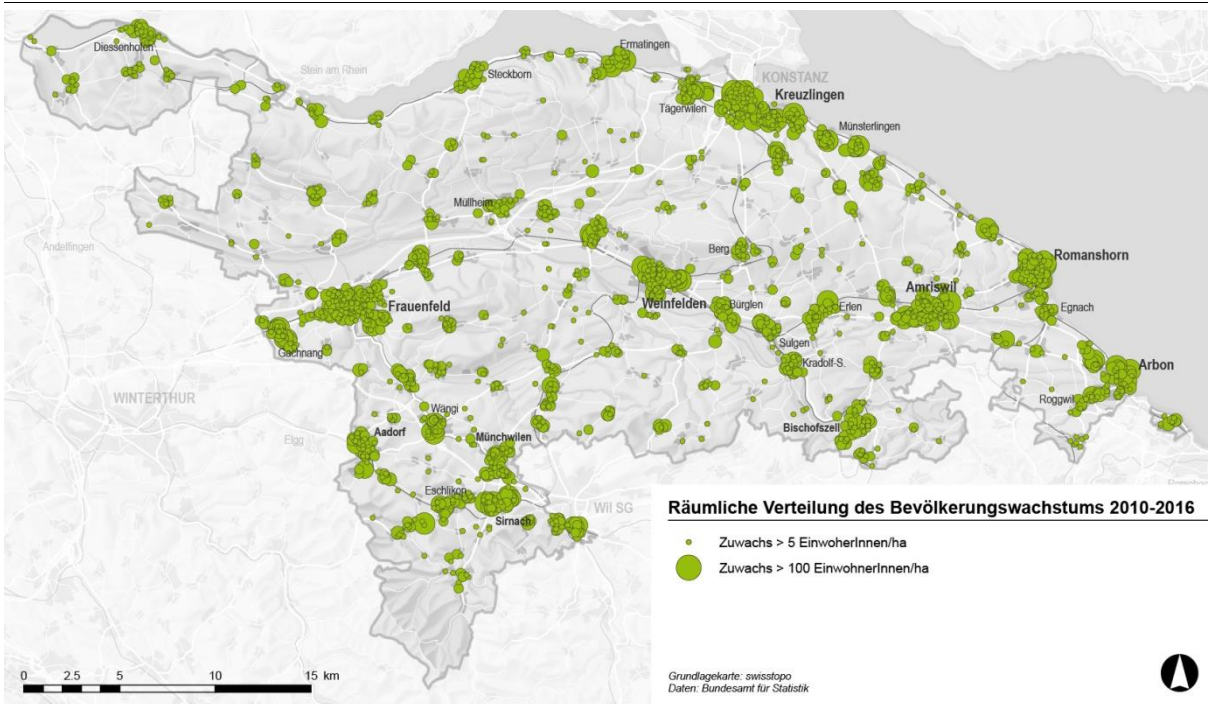 Diessenhofen
Stein am Rhein
Steckborn
Ermatingen
KONSTANZ
Kreuzlingen
Tägerwilen
Münsterlingen
Andelfingen
Müllheim
Berg
Romanshorn
Amriswil
Frauenfeld
Weinfelden
Bürglen
Erlen
Egnach
Gachnang
Sulgen
Kradolf-S.
Arbon
WINTERTHUR
Elgg
Wängi
Roggwil
Aadorf
Münchwilen
Bischofszell
Eschlikon
Wil SG
Sirnach
Räumliche Verteilung des Bevölkerungswachstums 2010-2016
Zuwachs > 5 EinwoherInnen/ha
Zuwachs > 100 EinwohnerInnen/ha
0 2.5 5 10 15 km
Grundlagekarte: swisstopo
Daten: Bundesamt für Statistik